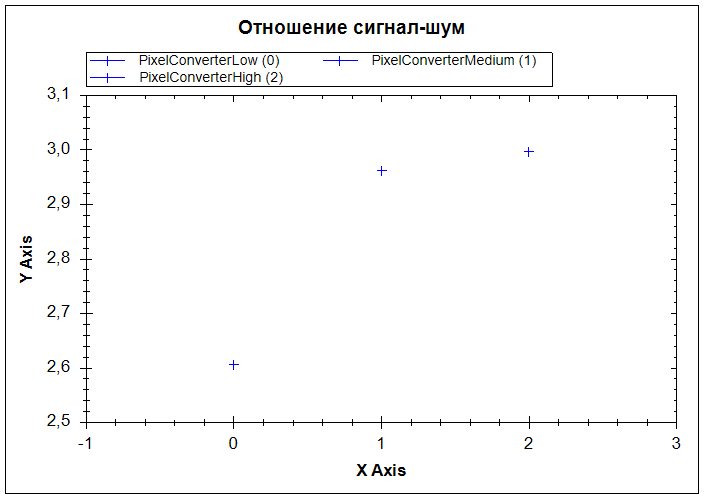 Отношение сигнал-шум
PixelConverterLow (0) PixelConverterMedium (1)
PixelConverterHigh (2)
3,1
3,0
2,9
2,8
2,7
2,6
2,5
Y Axis
-1 0 1 2 3
X Axis